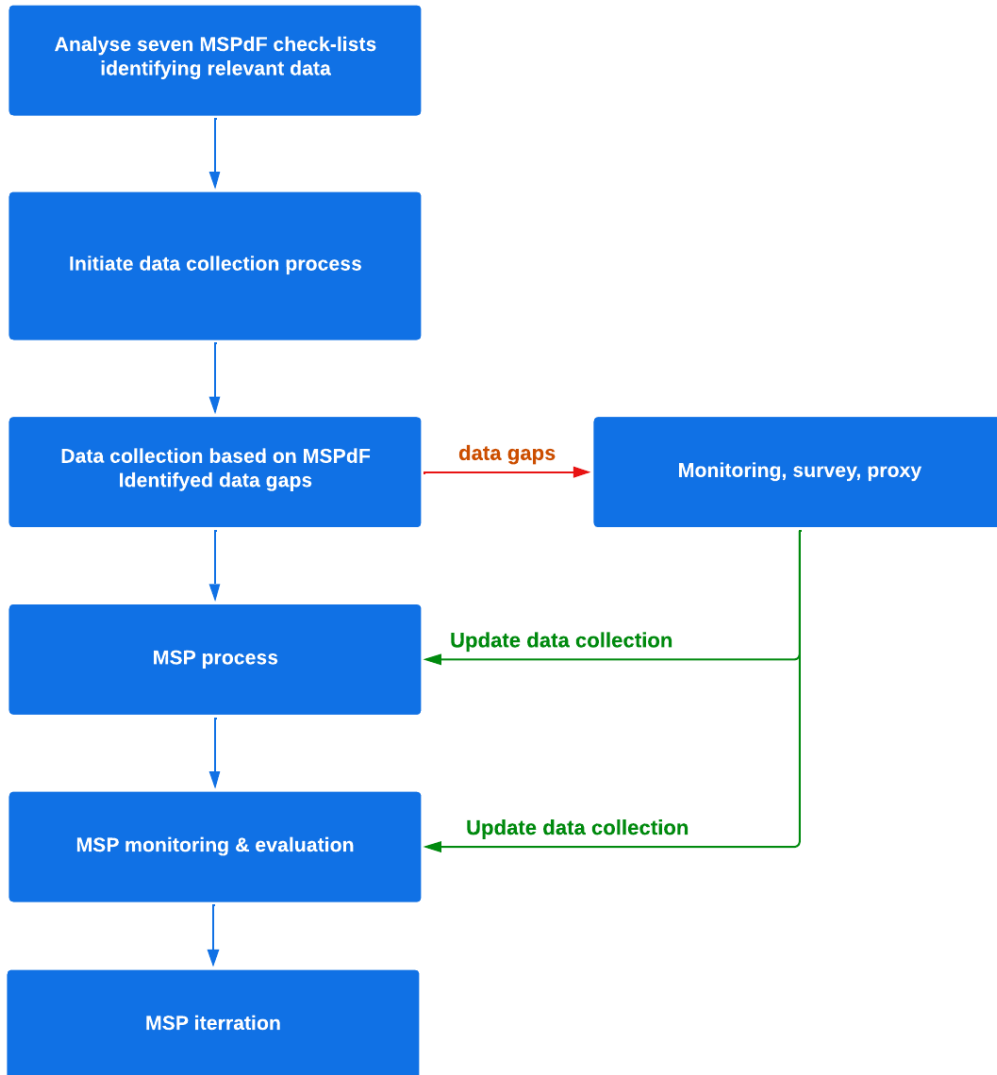 Analyse seven MSPdF check-lists
identifying relevant data
Initiate data collection process
Data collection based on MSPdF
Identifyed data gaps
data gaps
Monitoring, survey, proxy
Update data collection
MSP process
Update data collection
MSP monitoring & evaluation
MSP iterration